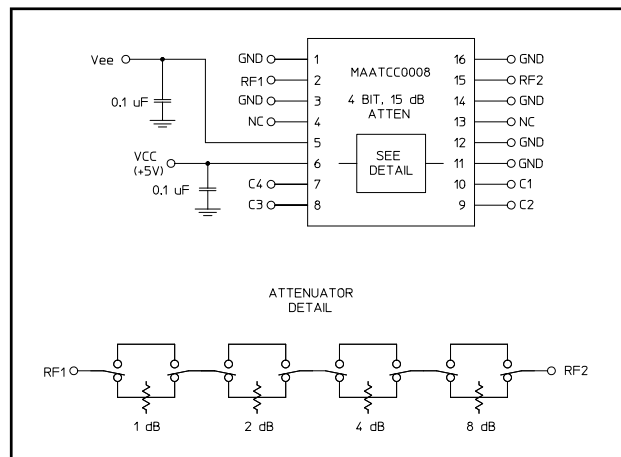 GND 1 16 GND
Vee
RF1 2 MAATCC0008 15 RF2
GND 3 4 BIT, 15 dB 14 GND
0.1 uF
ATTEN
NC 4 13 NC
5 12 GND
VCC
(+5V)
6 SEE 11 GND
DETAIL
0.1 uF
C4 7 10 C1
C3 8 9 C2
ATTENUATOR
DETAIL
RF1 RF2
1 dB 2 dB 4 dB 8 dB